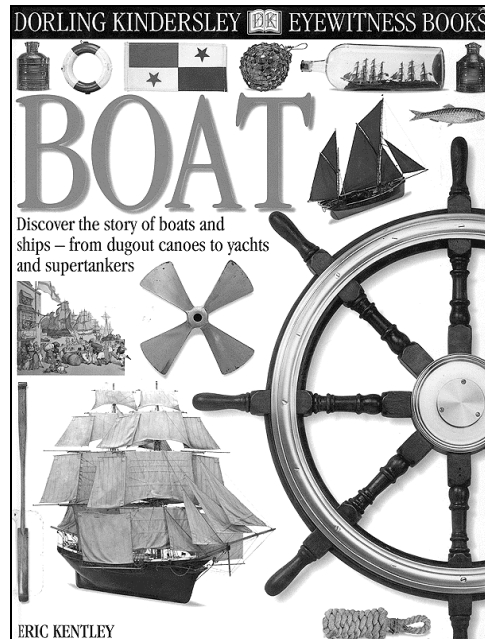 DORLING KINDERSLEY DK EYEWITNESS BOOKS
BOAT
Discover the story of boats and
ships – from dugout canoes to yachts
and supertankers
ERIC KENTLEY